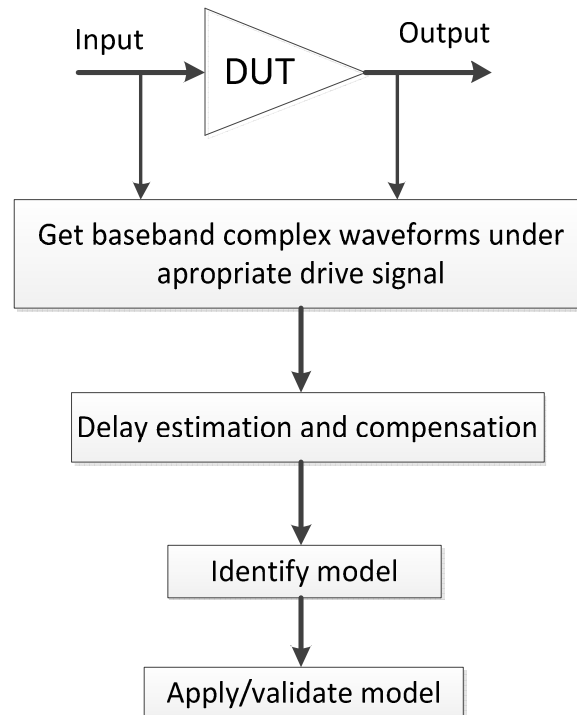 Input
Output
DUT
Get baseband complex waveforms under
apropriate drive signal
Delay estimation and compensation
Identify model
Apply/validate model